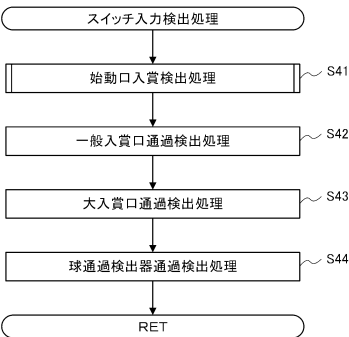 スイッチ入力検出処理
始動口入賞検出処理
S41
一般入賞口通過検出処理
S42
大入賞口通過検出処理
S43
球通過検出器通過検出処理
S44
RET